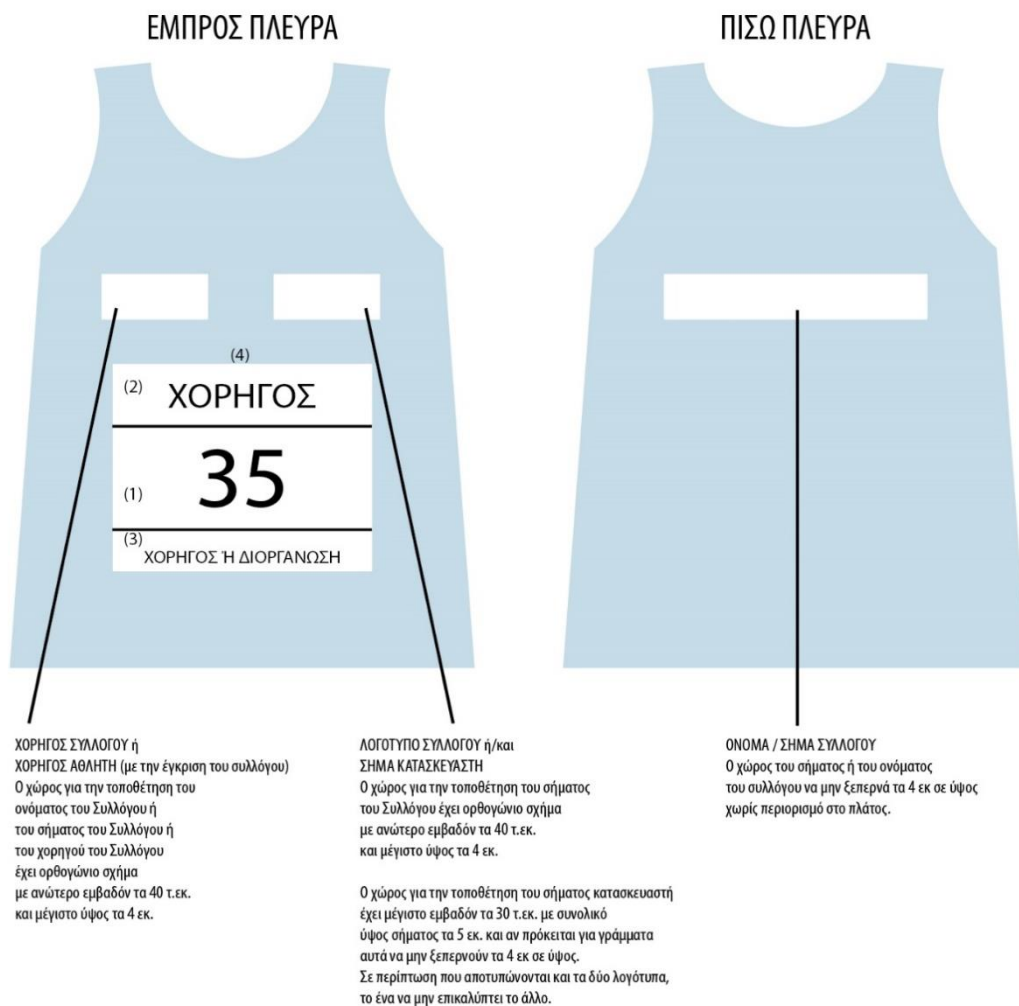 ΕΜΠΡΟΣ ΠΛΕΥΡΑ
ΠΙΣΩ ΠΛΕΥΡΑ
(4)
(2) ΧΟΡΗΓΟΣ
(1) 35
(3) ΧΟΡΗΓΟΣ Ή ΔΙΟΡΓΑΝΩΣΗ
ΧΟΡΗΓΟΣ ΣΥΛΛΟΓΟΥ ή
ΧΟΡΗΓΟΣ ΑΘΛΗΤΗ (με την έγκριση του συλλόγου)
Ο χώρος για την τοποθέτηση του
ονόματος του Συλλόγου ή
του σήματος του Συλλόγου ή
του χορηγού του Συλλόγου
έχει ορθογώνιο σχήμα
με ανώτερο εμβαδόν τα 40 τ.εκ.
και μέγιστο ύψος τα 4 εκ.
ΛΟΓΟΤΥΠΟ ΣΥΛΛΟΓΟΥ ή/και
ΣΗΜΑ ΚΑΤΑΣΚΕΥΆΣΤΗ
Ο χώρος για την τοποθέτηση του σήματος
του Συλλόγου έχει ορθογώνιο σχήμα
με ανώτερο εμβαδόν τα 40 τ.εκ.
και μέγιστο ύψος τα 4 εκ.
Ο χώρος για την τοποθέτηση του σήματος κατασκευαστή
έχει μέγιστο εμβαδόν τα 30 τ.εκ. με συνολικό
ύψος σήματος τα 5 εκ. και αν πρόκειται για γράμματα
αυτά να μην ξεπερνούν τα 4 εκ σε ύψος.
Σε περίπτωση που αποτυπώνονται και τα δύο λογότυπα,
το ένα να μην επικαλύπτει το άλλο.
ΟΝΟΜΑ / ΣΗΜΑ ΣΥΛΛΟΓΟΥ
Ο χώρος του σήματος ή του ονόματος
του συλλόγου να μην ξεπερνά τα 4 εκ σε ύψος
χωρίς περιορισμό στο πλάτος.